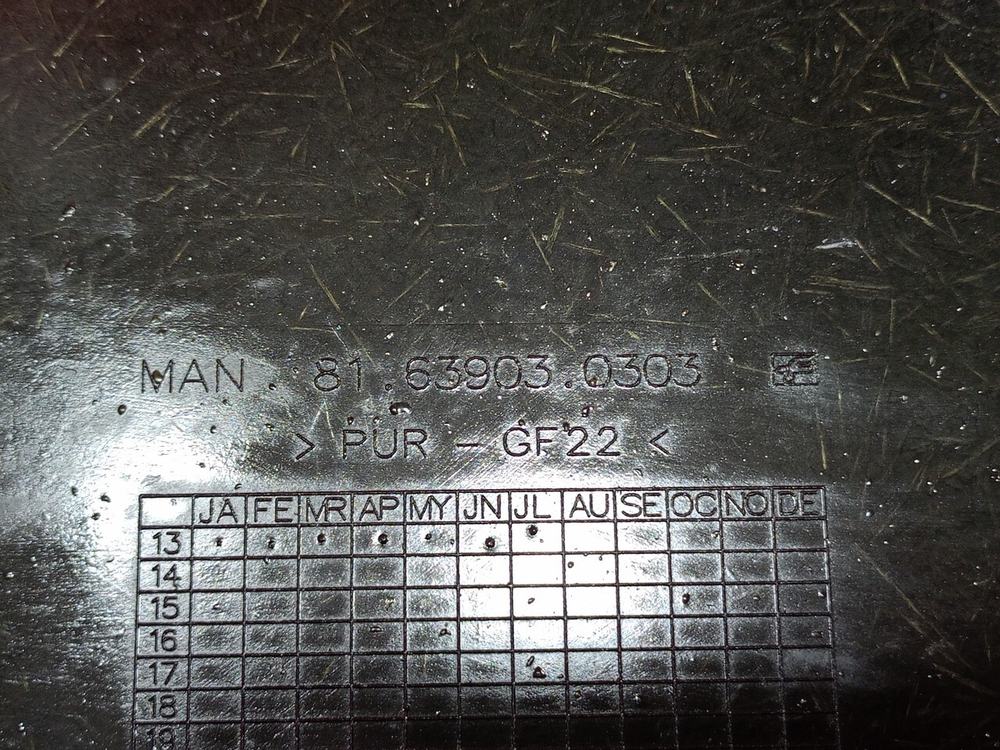 MAN. 81.63903.0303
> PUR - GF22 <
JA FE MR AP MY JN JL AU SE OC NO DE
13
14
15
16
17
18
19